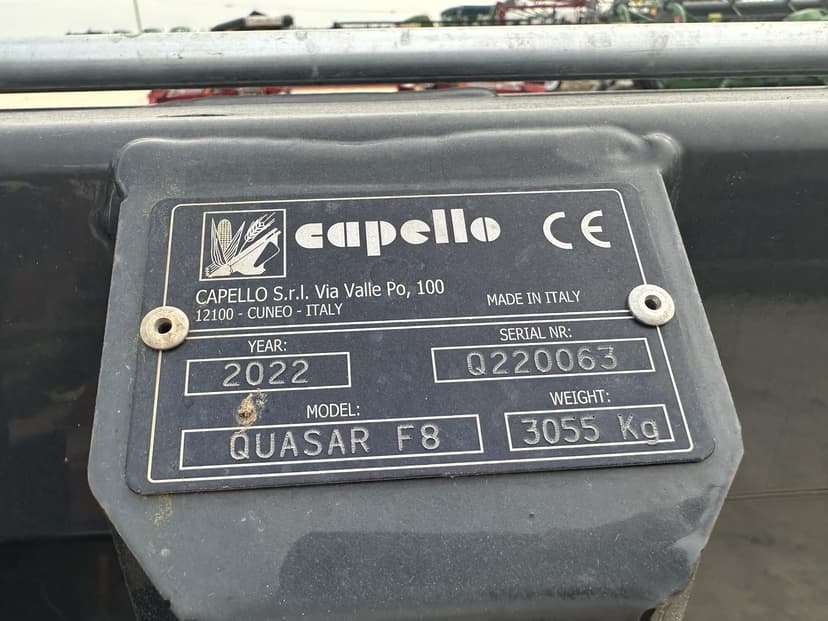 capello CE
CAPELLO S.r.l. Via Valle Po, 100
12100 - CUNEO - ITALY
MADE IN ITALY
YEAR:
2022
SERIAL NR:
Q220063
MODEL:
QUASAR F8
WEIGHT:
3055 Kg